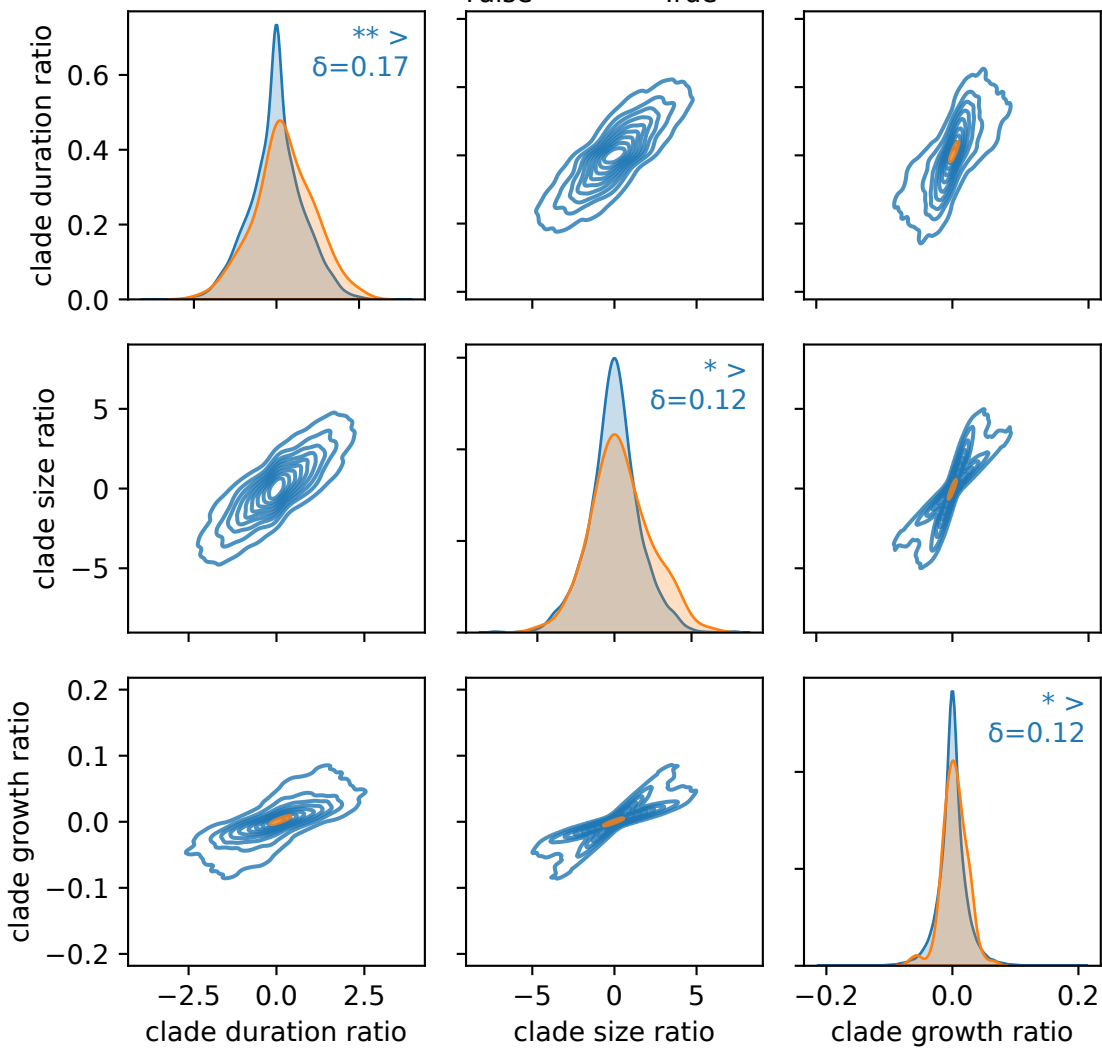 False True
clade duration ratio
0.6
0.4
0.2
0.0
** >
δ=0.17
clade size ratio
5
0
−5
* >
δ=0.12
clade growth ratio
0.2
0.1
0.0
−0.1
−0.2
* >
δ=0.12
−2.5 0.0 2.5
−5 0 5
−0.2 0.0 0.2
clade duration ratio
clade size ratio
clade growth ratio